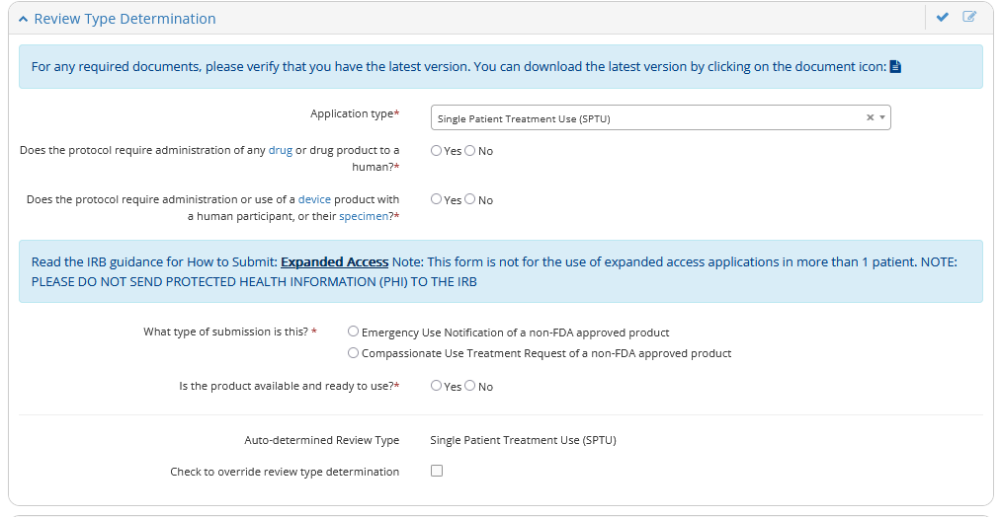 Review Type Determination
For any required documents, please verify that you have the latest version. You can download the latest version by clicking on the document icon:
Application type*
Single Patient Treatment Use (SPTU)
Does the protocol require administration of any drug or drug product to a
human?*
Yes No
Does the protocol require administration or use of a device product with
a human participant, or their specimen?*
Yes No
Read the IRB guidance for How to Submit: Expanded Access Note: This form is not for the use of expanded access applications in more than 1 patient. NOTE:
PLEASE DO NOT SEND PROTECTED HEALTH INFORMATION (PHI) TO THE IRB
What type of submission is this? *
Emergency Use Notification of a non-FDA approved product
Compassionate Use Treatment Request of a non-FDA approved product
Is the product available and ready to use?*
Yes No
Auto-determined Review Type
Single Patient Treatment Use (SPTU)
Check to override review type determination